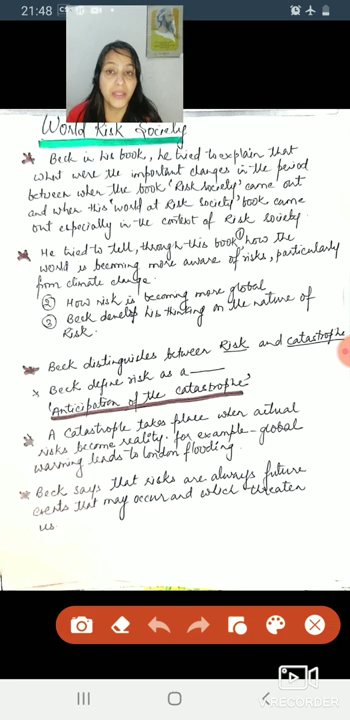 21:48
World Risk Society
Beck in his book, he tried to explain that
what were the important changes in the period
between when the book 'Risk Society' came out
and when this 'World at Risk Society' book came
out especially in the context of Risk society.
He tried to tell, through this book ① how the
world is becoming more aware of risks, particularly
from climate change.
② How risk is becoming more global
③ Beck develop his thinking on the nature of
Risk.
Beck distinguishes between Risk and catastrophe
x Beck define risk as a ——
'Anticipation of the catastrophe'
A catastrophe takes place when actual
risks become reality. for example - global
warming leads to london flooding.
Beck says that risks are always future
events that may occur and which threaten
us.
V RECORDER